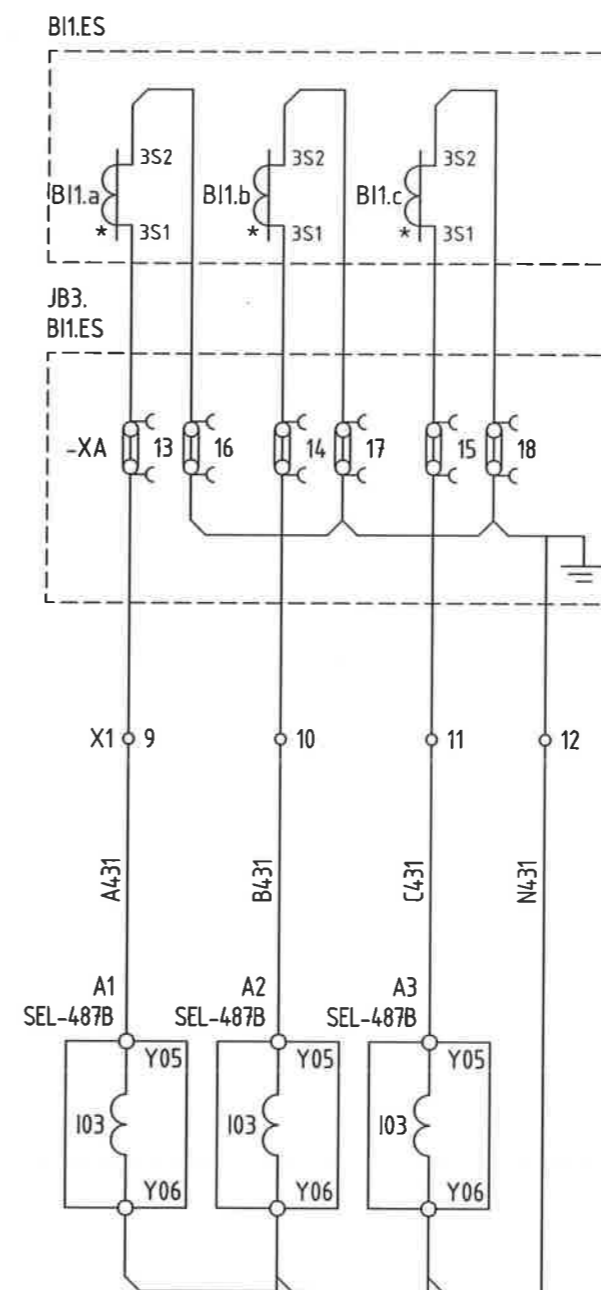 BI1.ES
3S2 3S2 3S2
BI1.a BI1.b BI1.c
* 3S1 * 3S1 * 3S1
JB3.
BI1.ES
-XA 13 16 14 17 15 18
X1 9 10 11 12
A431 B431 C431 N431
A1 A2 A3
SEL-487B SEL-487B SEL-487B
Y05 Y05 Y05
I03 I03 I03
Y06 Y06 Y06